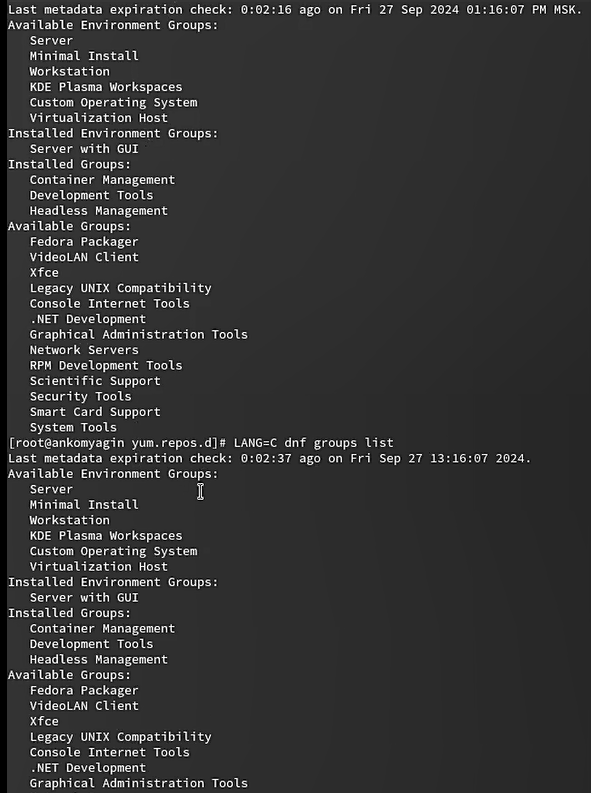 Last metadata expiration check: 0:02:16 ago on Fri 27 Sep 2024 01:16:07 PM MSK.
Available Environment Groups:
Server
Minimal Install
Workstation
KDE Plasma Workspaces
Custom Operating System
Virtualization Host
Installed Environment Groups:
Server with GUI
Installed Groups:
Container Management
Development Tools
Headless Management
Available Groups:
Fedora Packager
VideoLAN Client
Xfce
Legacy UNIX Compatibility
Console Internet Tools
.NET Development
Graphical Administration Tools
Network Servers
RPM Development Tools
Scientific Support
Security Tools
Smart Card Support
System Tools
[root@ankomyagin yum.repos.d]# LANG=C dnf groups list
Last metadata expiration check: 0:02:37 ago on Fri Sep 27 13:16:07 2024.
Available Environment Groups:
Server
Minimal Install
Workstation
KDE Plasma Workspaces
Custom Operating System
Virtualization Host
Installed Environment Groups:
Server with GUI
Installed Groups:
Container Management
Development Tools
Headless Management
Available Groups:
Fedora Packager
VideoLAN Client
Xfce
Legacy UNIX Compatibility
Console Internet Tools
.NET Development
Graphical Administration Tools